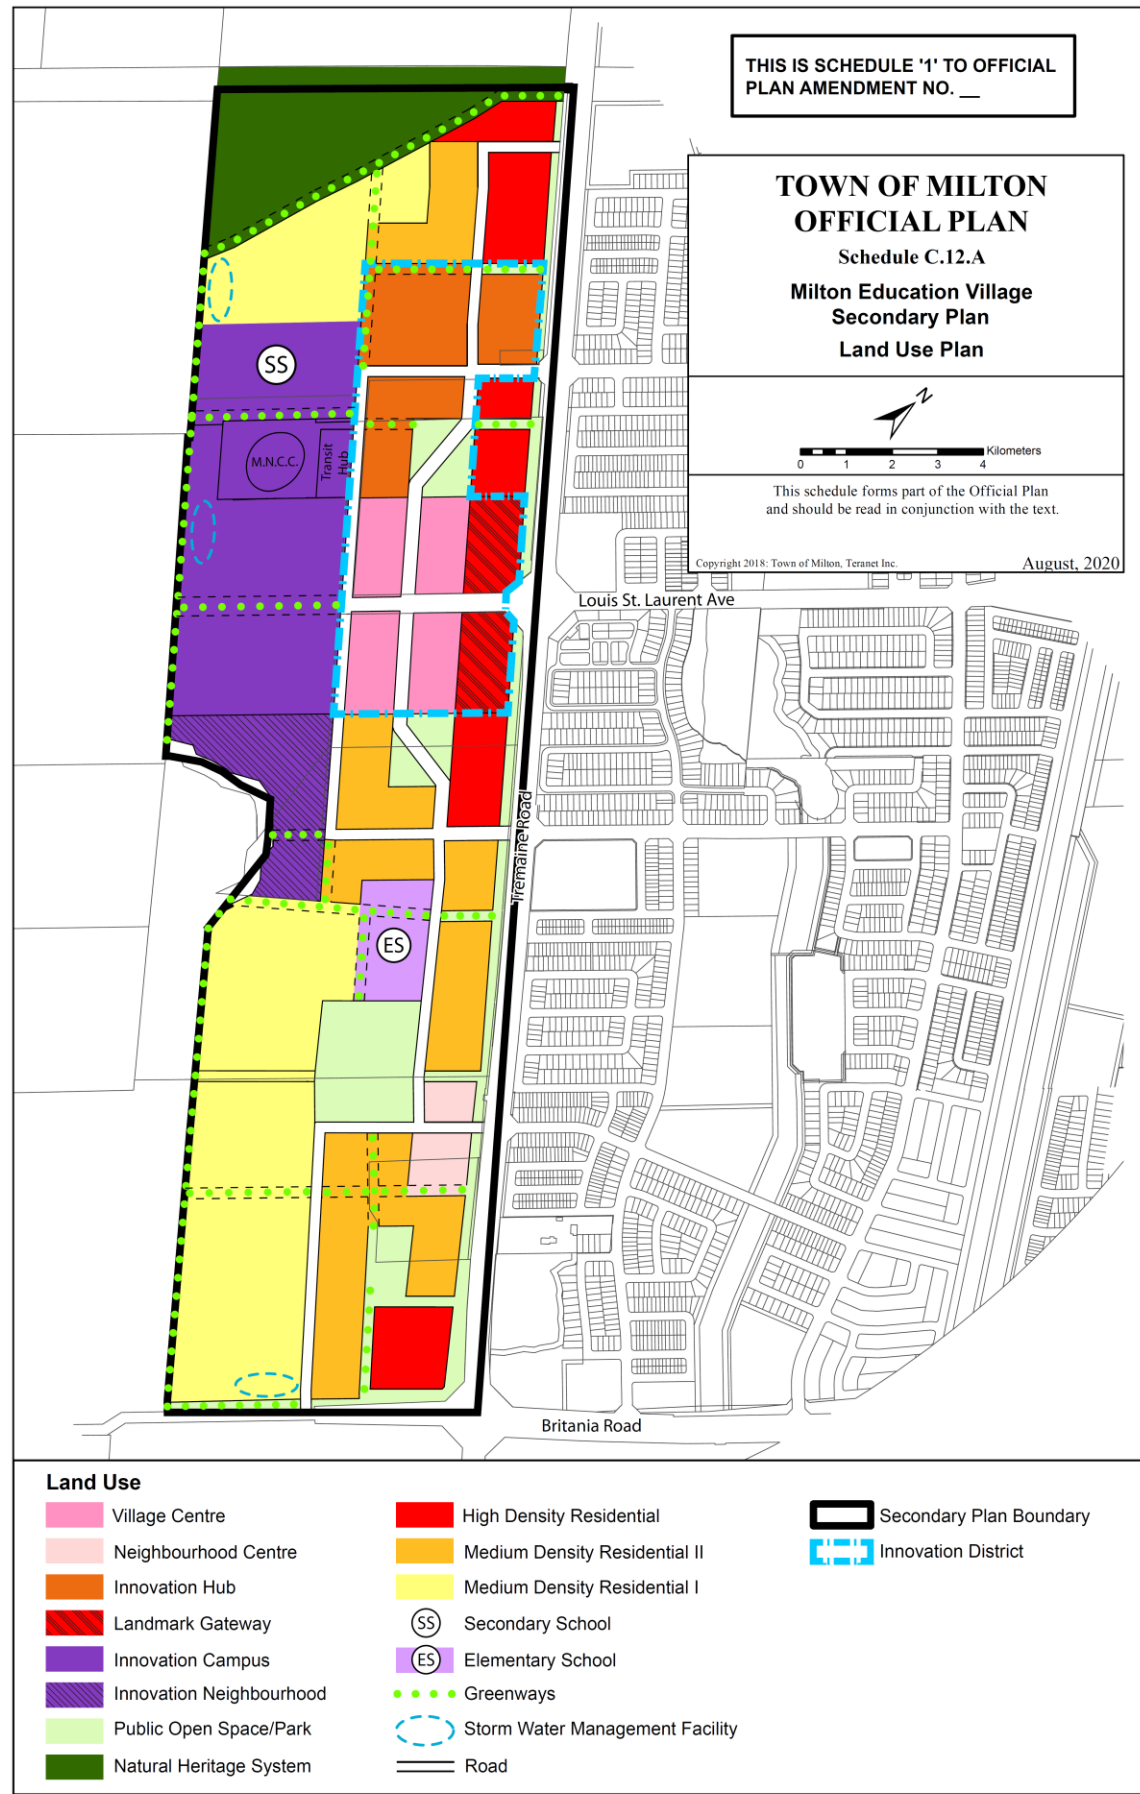 THIS IS SCHEDULE '1' TO OFFICIAL
PLAN AMENDMENT NO. __
TOWN OF MILTON
OFFICIAL PLAN
Schedule C.12.A
Milton Education Village
Secondary Plan
Land Use Plan
N
0 1 2 3 4 Kilometers
This schedule forms part of the Official Plan
and should be read in conjunction with the text.
Copyright 2018: Town of Milton, Teranet Inc.
August, 2020
SS
M.N.C.C.
Transit
Hub
Louis St. Laurent Ave
Tremaine Road
ES
Britania Road
Land Use
Village Centre
Neighbourhood Centre
Innovation Hub
Landmark Gateway
Innovation Campus
Innovation Neighbourhood
Public Open Space/Park
Natural Heritage System
High Density Residential
Medium Density Residential II
Medium Density Residential I
SS Secondary School
ES Elementary School
Greenways
Storm Water Management Facility
Road
Secondary Plan Boundary
Innovation District